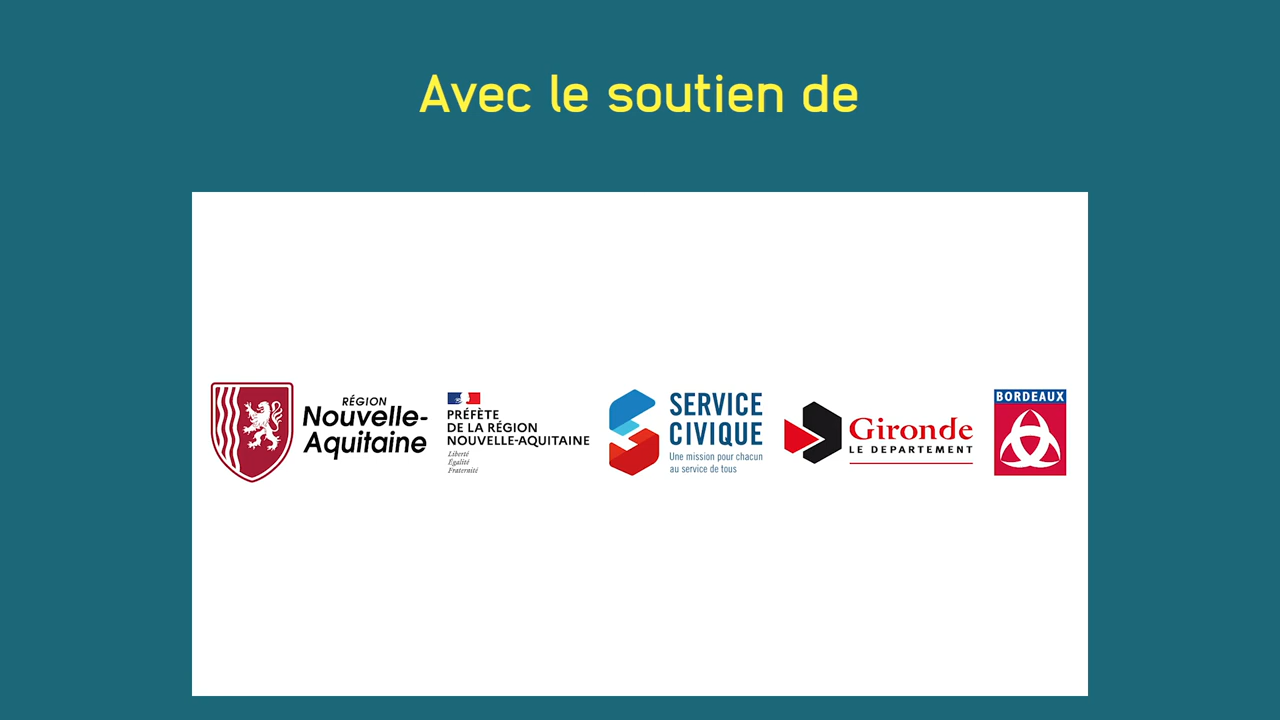 Avec le soutien de
RÉGION
Nouvelle-
Aquitaine
PRÉFÈTE
DE LA RÉGION
NOUVELLE-AQUITAINE
Liberté
Égalité
Fraternité
SERVICE
CIVIQUE
Une mission pour chacun
au service de tous
Gironde
LE DEPARTEMENT
BORDEAUX